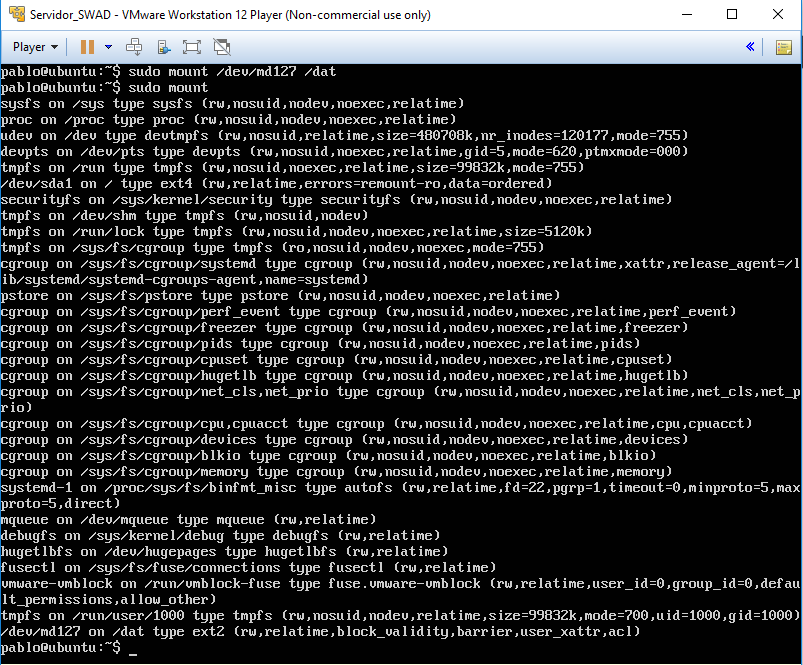 Servidor_SWAD - VMware Workstation 12 Player (Non-commercial use only)
Player
pablo@ubuntu:~$ sudo mount /dev/md127 /dat
pablo@ubuntu:~$ sudo mount
sysfs on /sys type sysfs (rw,nosuid,nodev,noexec,relatime)
proc on /proc type proc (rw,nosuid,nodev,noexec,relatime)
udev on /dev type devtmpfs (rw,nosuid,relatime,size=480708k,nr_inodes=120177,mode=755)
devpts on /dev/pts type devpts (rw,nosuid,noexec,relatime,gid=5,mode=620,ptmxmode=000)
tmpfs on /run type tmpfs (rw,nosuid,noexec,relatime,size=99832k,mode=755)
/dev/sda1 on / type ext4 (rw,relatime,errors=remount-ro,data=ordered)
securityfs on /sys/kernel/security type securityfs (rw,nosuid,nodev,noexec,relatime)
tmpfs on /dev/shm type tmpfs (rw,nosuid,nodev)
tmpfs on /run/lock type tmpfs (rw,nosuid,nodev,noexec,relatime,size=5120k)
tmpfs on /sys/fs/cgroup type tmpfs (ro,nosuid,nodev,noexec,mode=755)
cgroup on /sys/fs/cgroup/systemd type cgroup (rw,nosuid,nodev,noexec,relatime,xattr,release_agent=/l
ib/systemd/systemd-cgroups-agent,name=systemd)
pstore on /sys/fs/pstore type pstore (rw,nosuid,nodev,noexec,relatime)
cgroup on /sys/fs/cgroup/perf_event type cgroup (rw,nosuid,nodev,noexec,relatime,perf_event)
cgroup on /sys/fs/cgroup/freezer type cgroup (rw,nosuid,nodev,noexec,relatime,freezer)
cgroup on /sys/fs/cgroup/pids type cgroup (rw,nosuid,nodev,noexec,relatime,pids)
cgroup on /sys/fs/cgroup/cpuset type cgroup (rw,nosuid,nodev,noexec,relatime,cpuset)
cgroup on /sys/fs/cgroup/hugetlb type cgroup (rw,nosuid,nodev,noexec,relatime,hugetlb)
cgroup on /sys/fs/cgroup/net_cls,net_prio type cgroup (rw,nosuid,nodev,noexec,relatime,net_cls,net_p
rio)
cgroup on /sys/fs/cgroup/cpu,cpuacct type cgroup (rw,nosuid,nodev,noexec,relatime,cpu,cpuacct)
cgroup on /sys/fs/cgroup/devices type cgroup (rw,nosuid,nodev,noexec,relatime,devices)
cgroup on /sys/fs/cgroup/blkio type cgroup (rw,nosuid,nodev,noexec,relatime,blkio)
cgroup on /sys/fs/cgroup/memory type cgroup (rw,nosuid,nodev,noexec,relatime,memory)
systemd-1 on /proc/sys/fs/binfmt_misc type autofs (rw,relatime,fd=22,pgrp=1,timeout=0,minproto=5,max
proto=5,direct)
mqueue on /dev/mqueue type mqueue (rw,relatime)
debugfs on /sys/kernel/debug type debugfs (rw,relatime)
hugetlbfs on /dev/hugepages type hugetlbfs (rw,relatime)
fusectl on /sys/fs/fuse/connections type fusectl (rw,relatime)
vmware-vmblock on /run/vmblock-fuse type fuse.vmware-vmblock (rw,relatime,user_id=0,group_id=0,defau
lt_permissions,allow_other)
tmpfs on /run/user/1000 type tmpfs (rw,nosuid,nodev,relatime,size=99832k,mode=700,uid=1000,gid=1000)
/dev/md127 on /dat type ext2 (rw,relatime,block_validity,barrier,user_xattr,acl)
pablo@ubuntu:~$ _